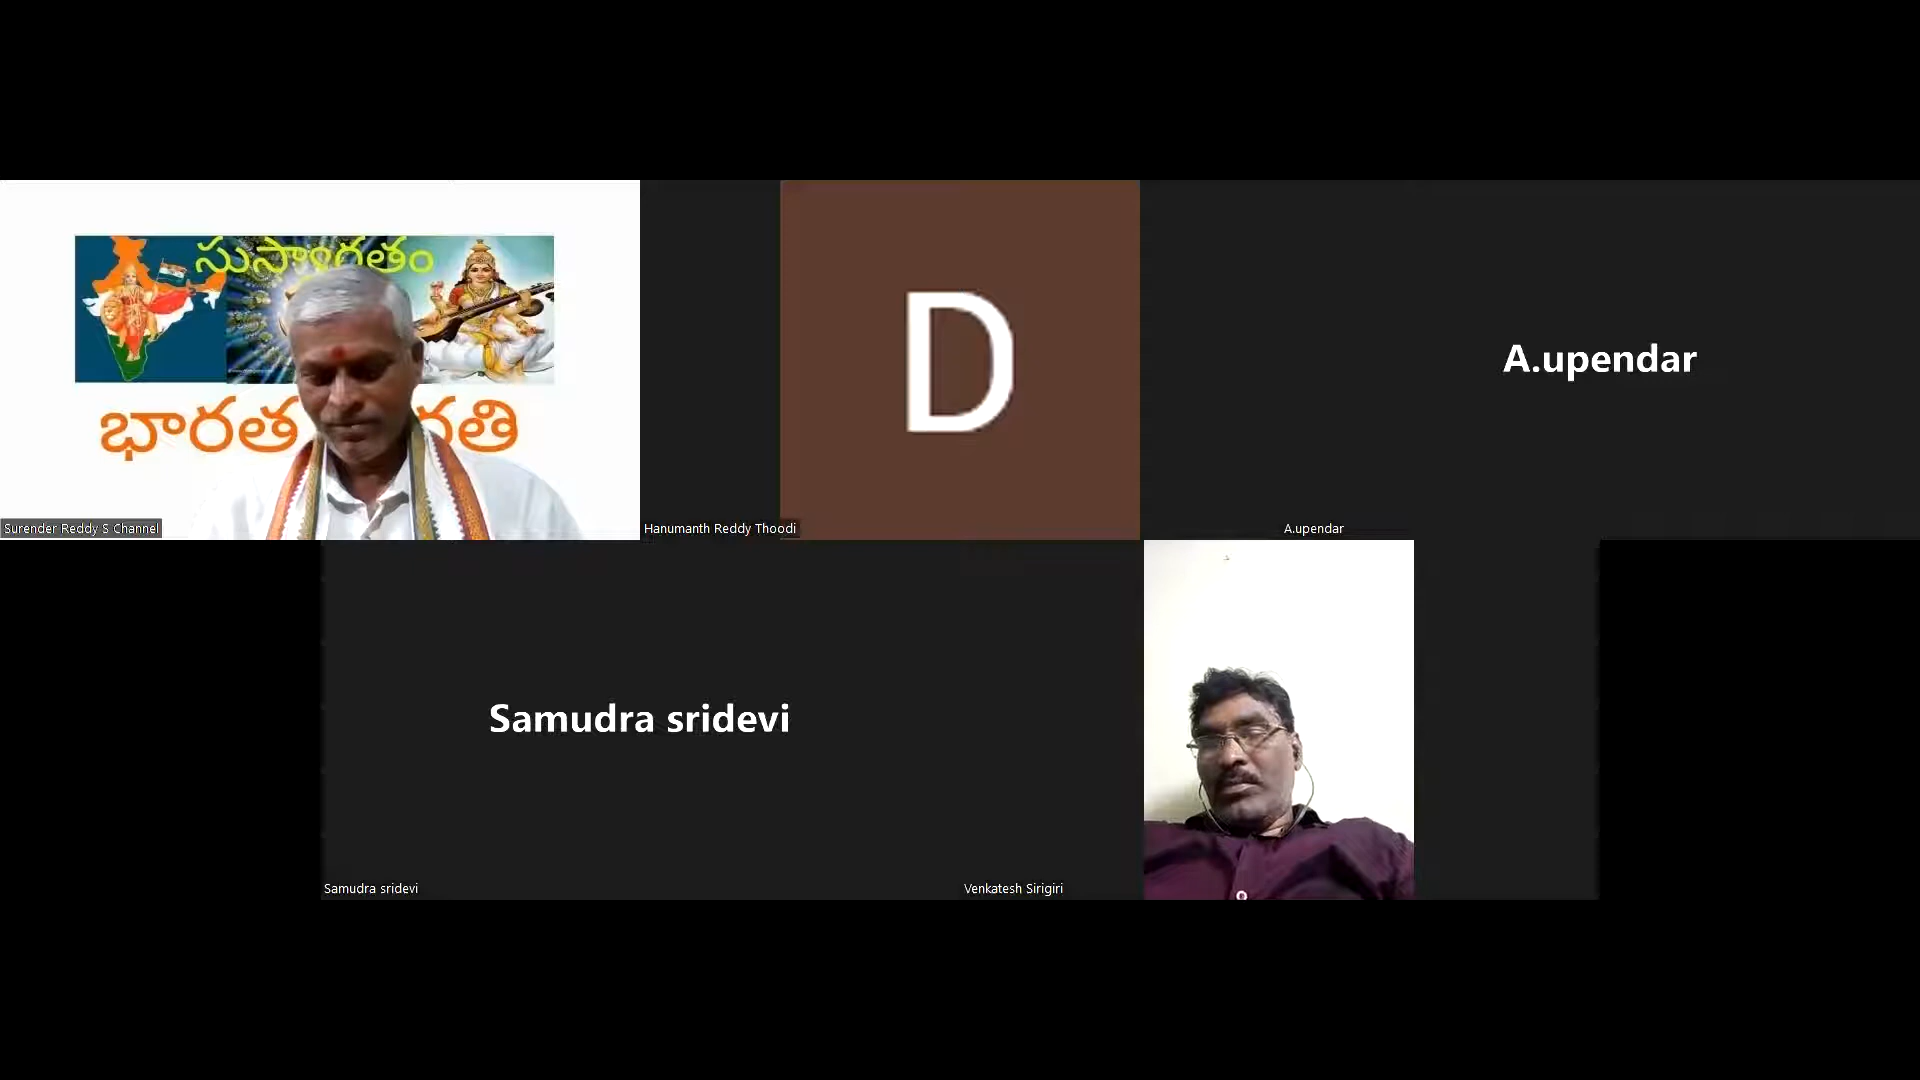 సుస్వాగతం
భారత
Surender Reddy S Channel
D
Hanumanth Reddy Thoodi
A.upendar
A.upendar
Samudra sridevi
Samudra sridevi
Venkatesh Sirigiri